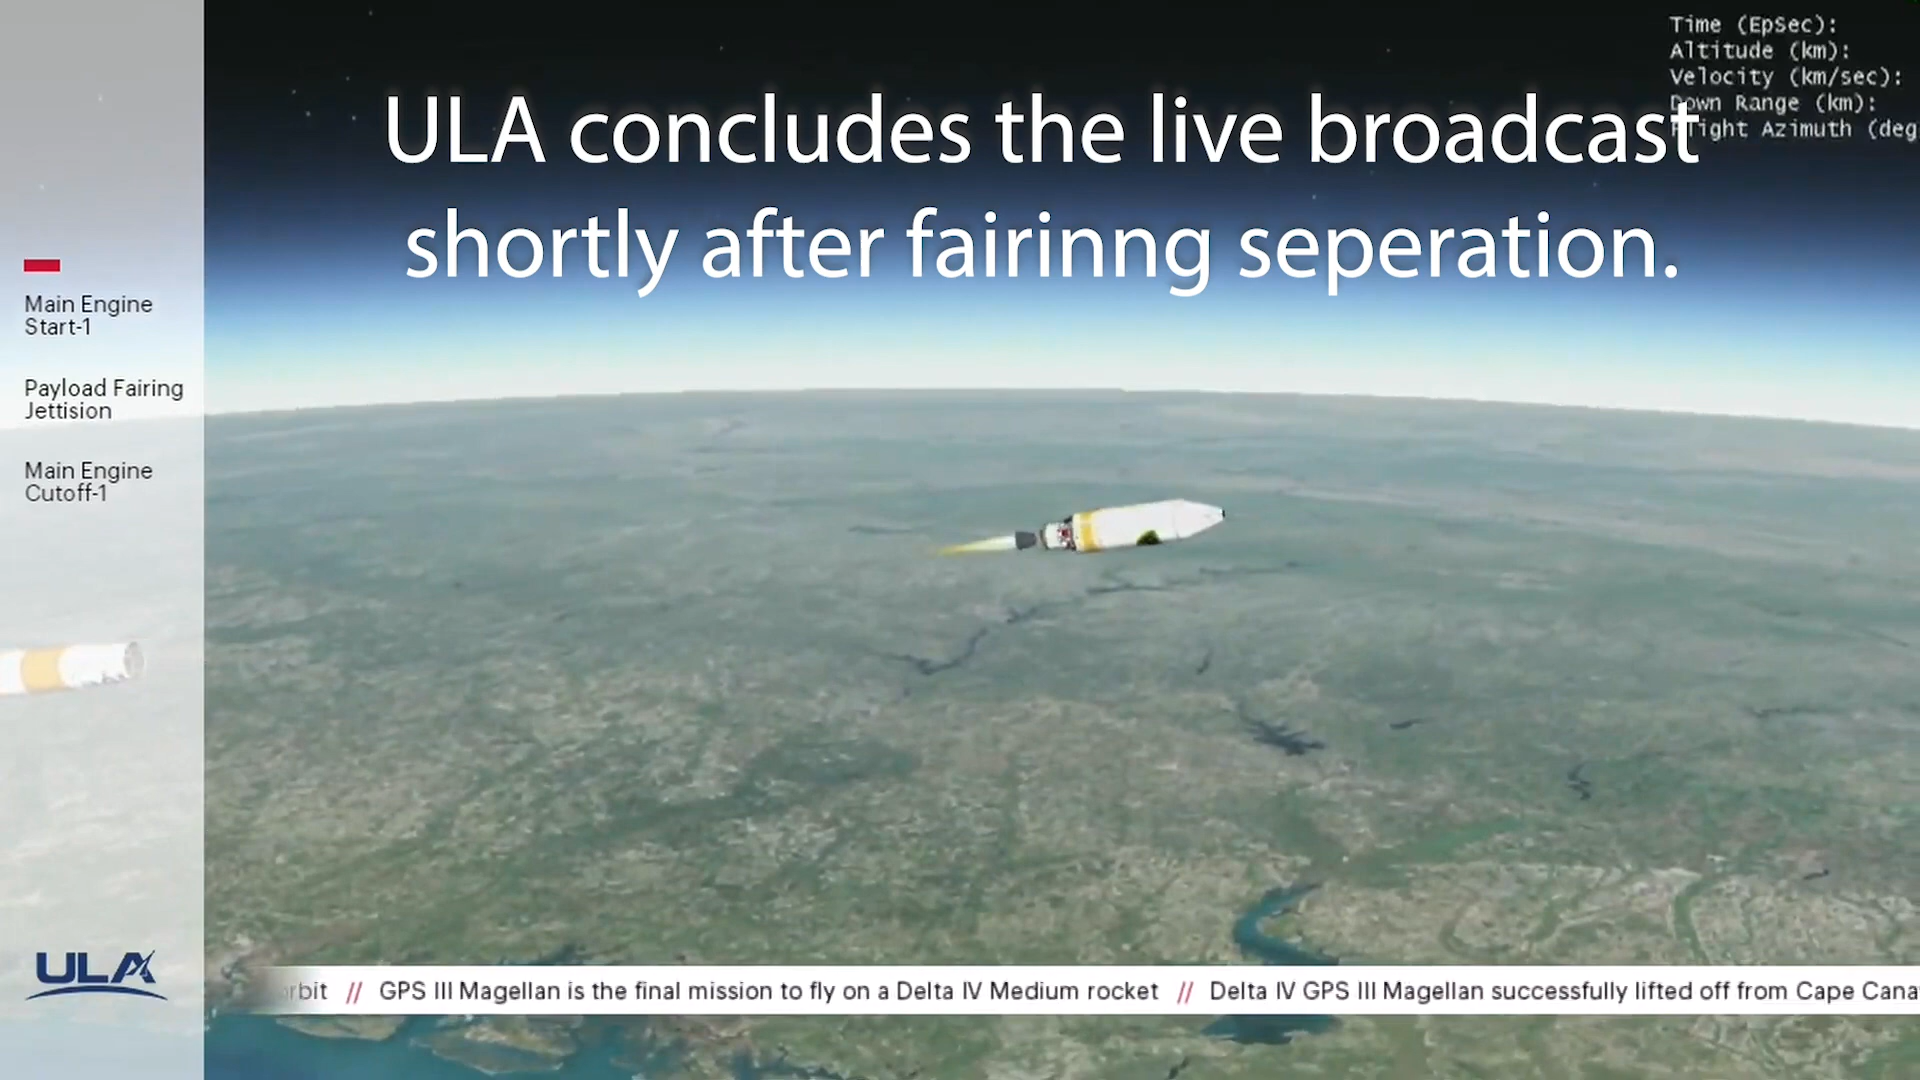 Time (EpSec):
Altitude (km):
Velocity (km/sec):
Down Range (km):
Flight Azimuth (deg
ULA concludes the live broadcast
shortly after fairinng seperation.
Main Engine
Start-1
Payload Fairing
Jettision
Main Engine
Cutoff-1
ULA
rbit // GPS III Magellan is the final mission to fly on a Delta IV Medium rocket // Delta IV GPS III Magellan successfully lifted off from Cape Cana